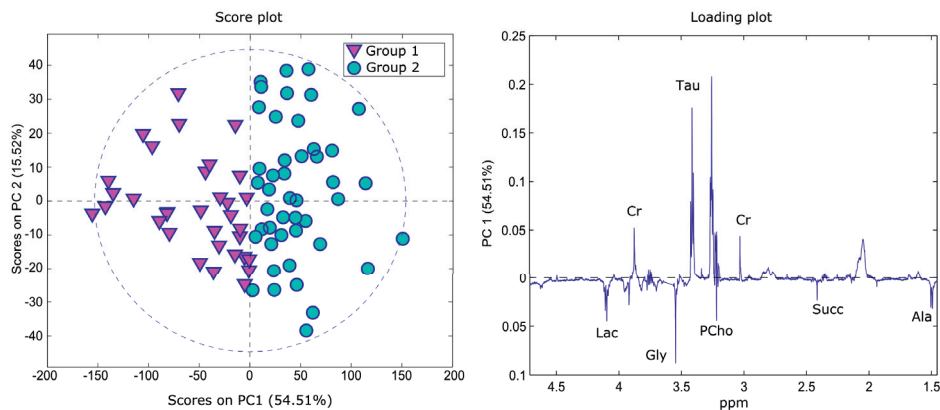 Score plot
Group 1
Group 2
Scores on PC 2 (15.52%)
40
30
20
10
0
-10
-20
-30
-40
-200
-150
-100
-50
0
50
100
150
200
Scores on PC1 (54.51%)
Loading plot
PC 1 (54.51%)
0.25
0.20
0.15
0.10
0.05
0
0.05
0.1
Cr
Tau
Cr
Lac
Gly
PCho
Succ
Ala
4.5
4
3.5
3
2.5
2
1.5
ppm